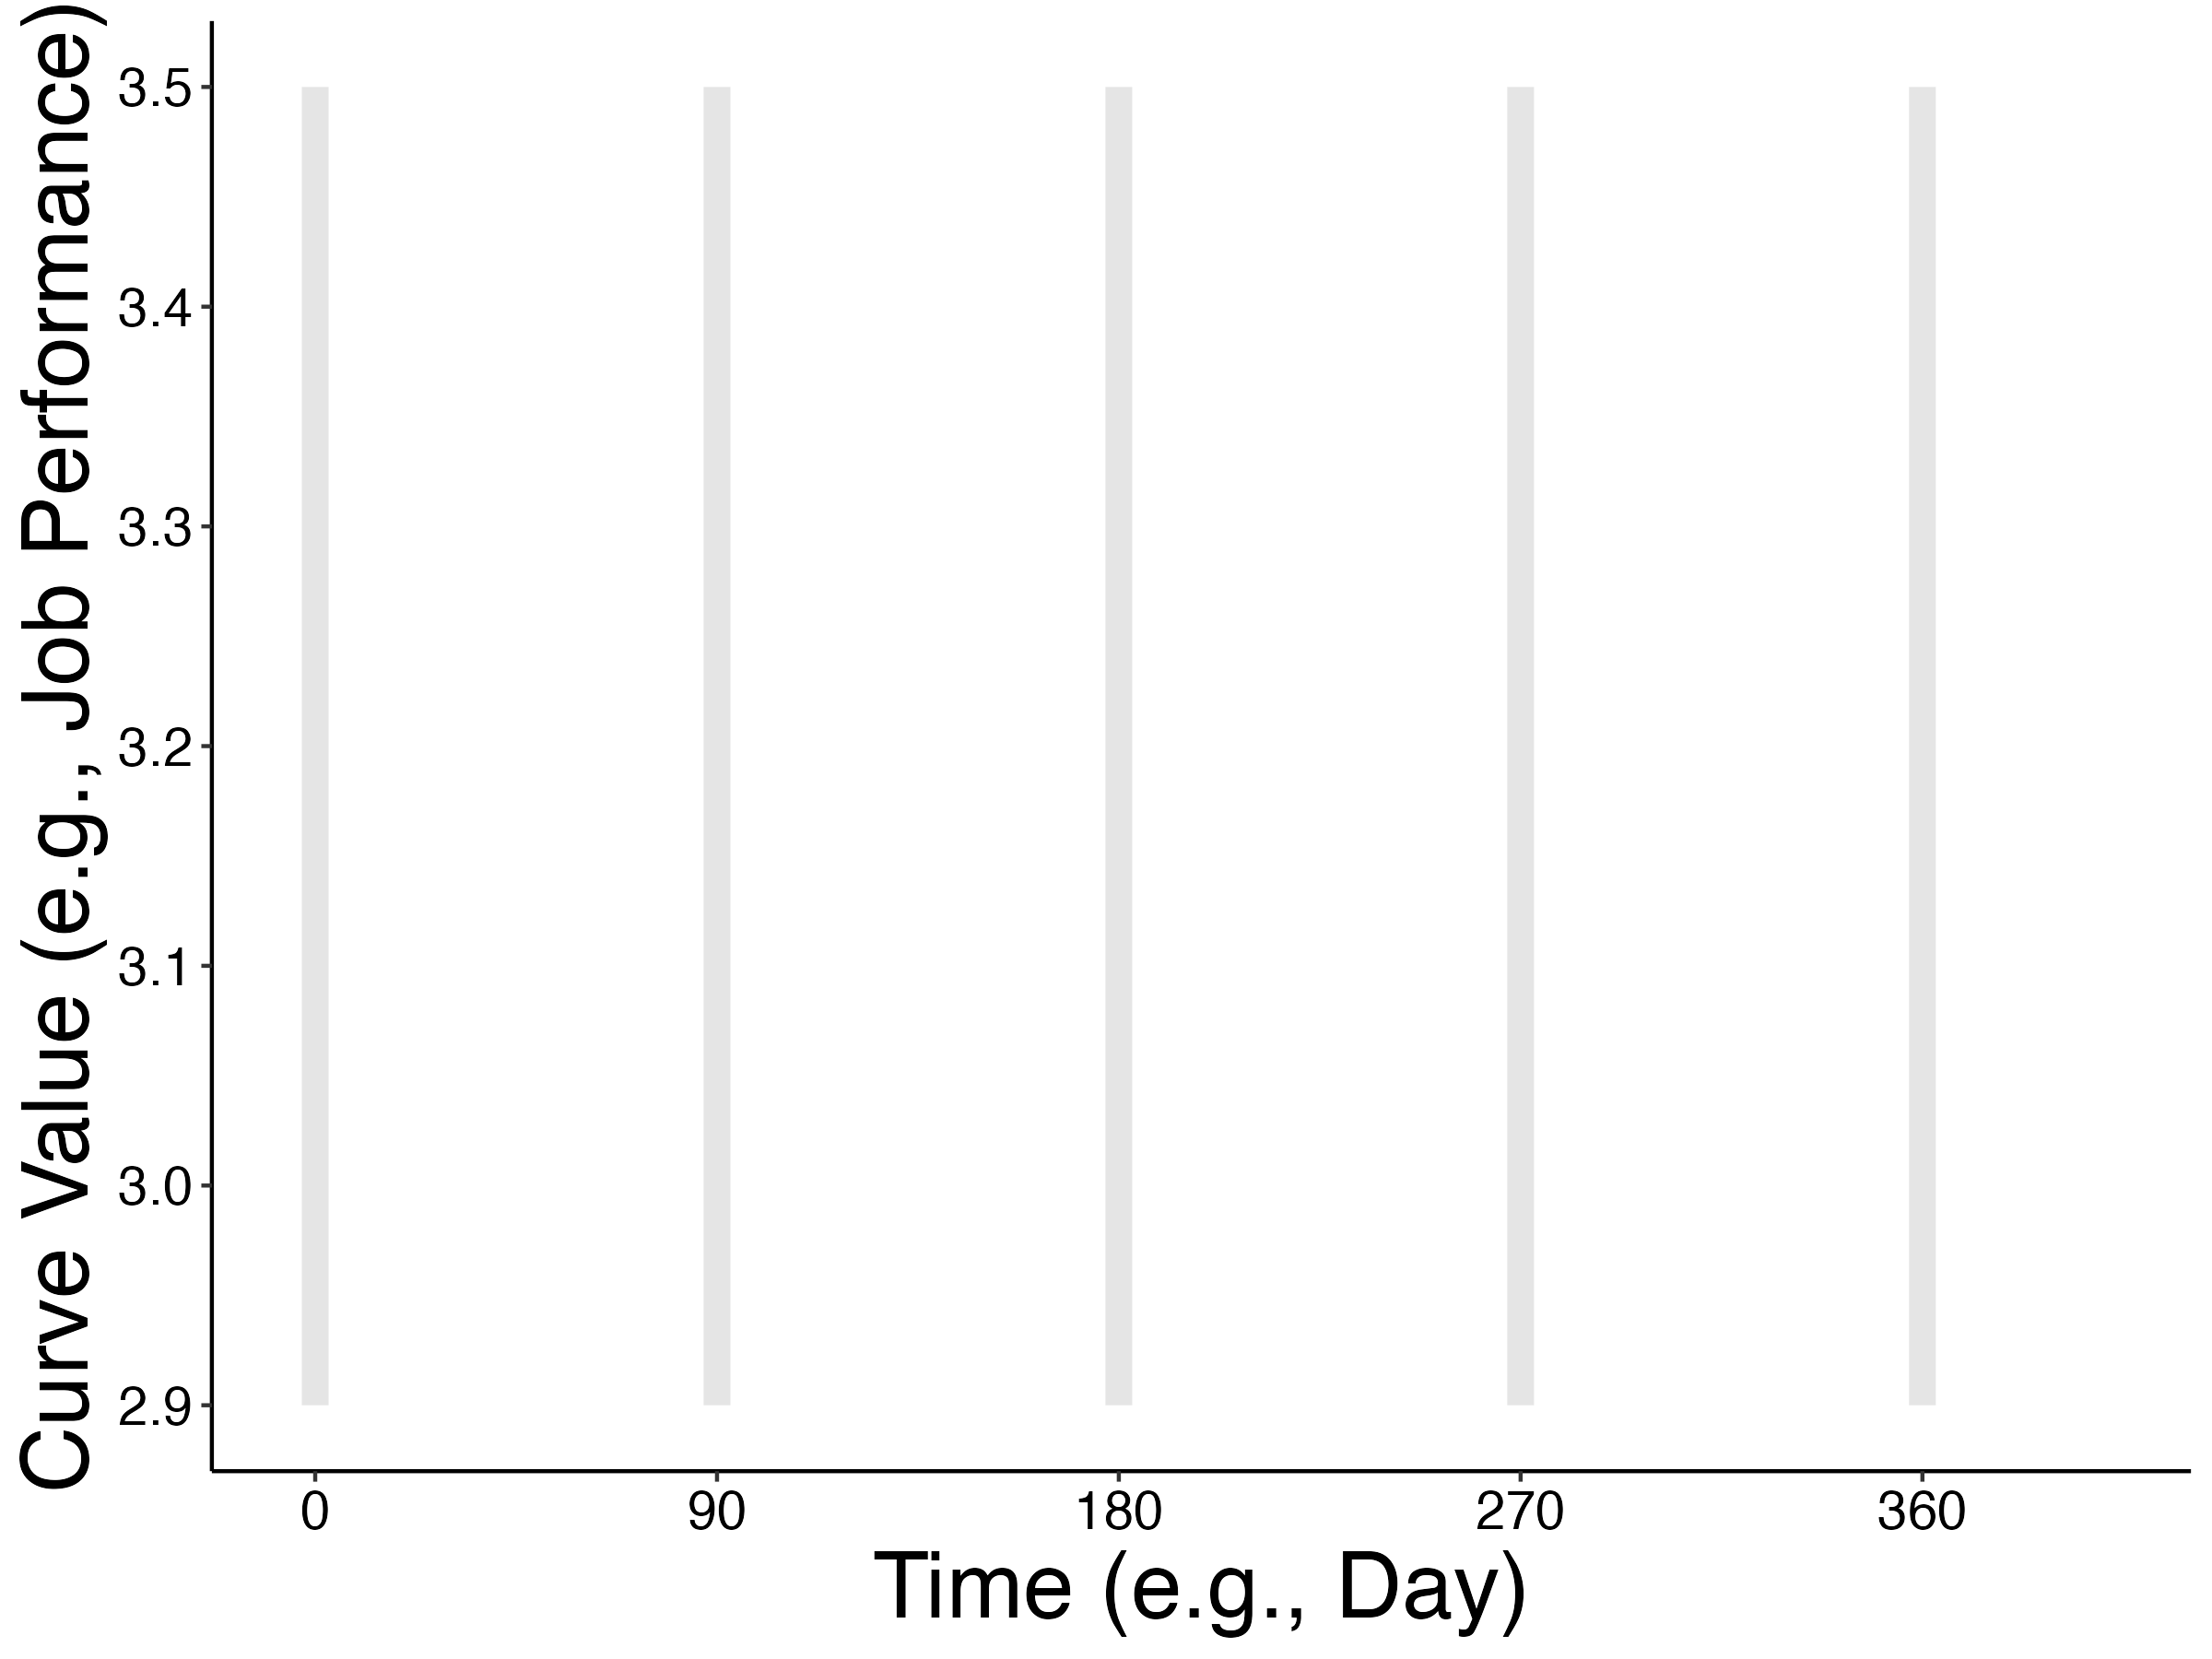 Curve Value (e.g., Job Performance)
3.5
3.4
3.3
3.2
3.1
3.0
2.9
0 90 180 270 360
Time (e.g., Day)